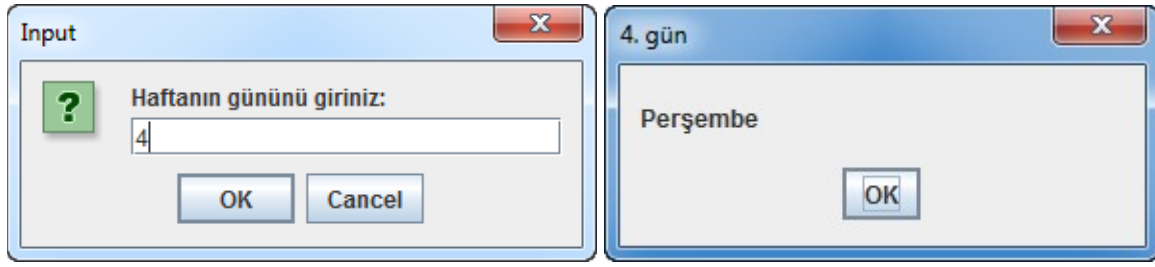 Input
Haftanın gününü giriniz:
4
OK
Cancel
4. gün
Perşembe
OK